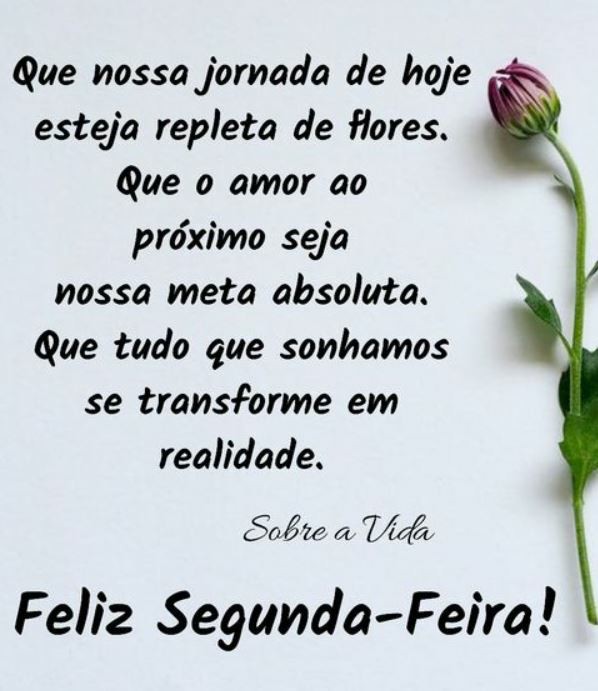 Que nossa jornada de hoje
esteja repleta de flores.
Que o amor ao
próximo seja
nossa meta absoluta.
Que tudo que sonhamos
se transforme em
realidade.
Sobre a Vida
Feliz Segunda-Feira!